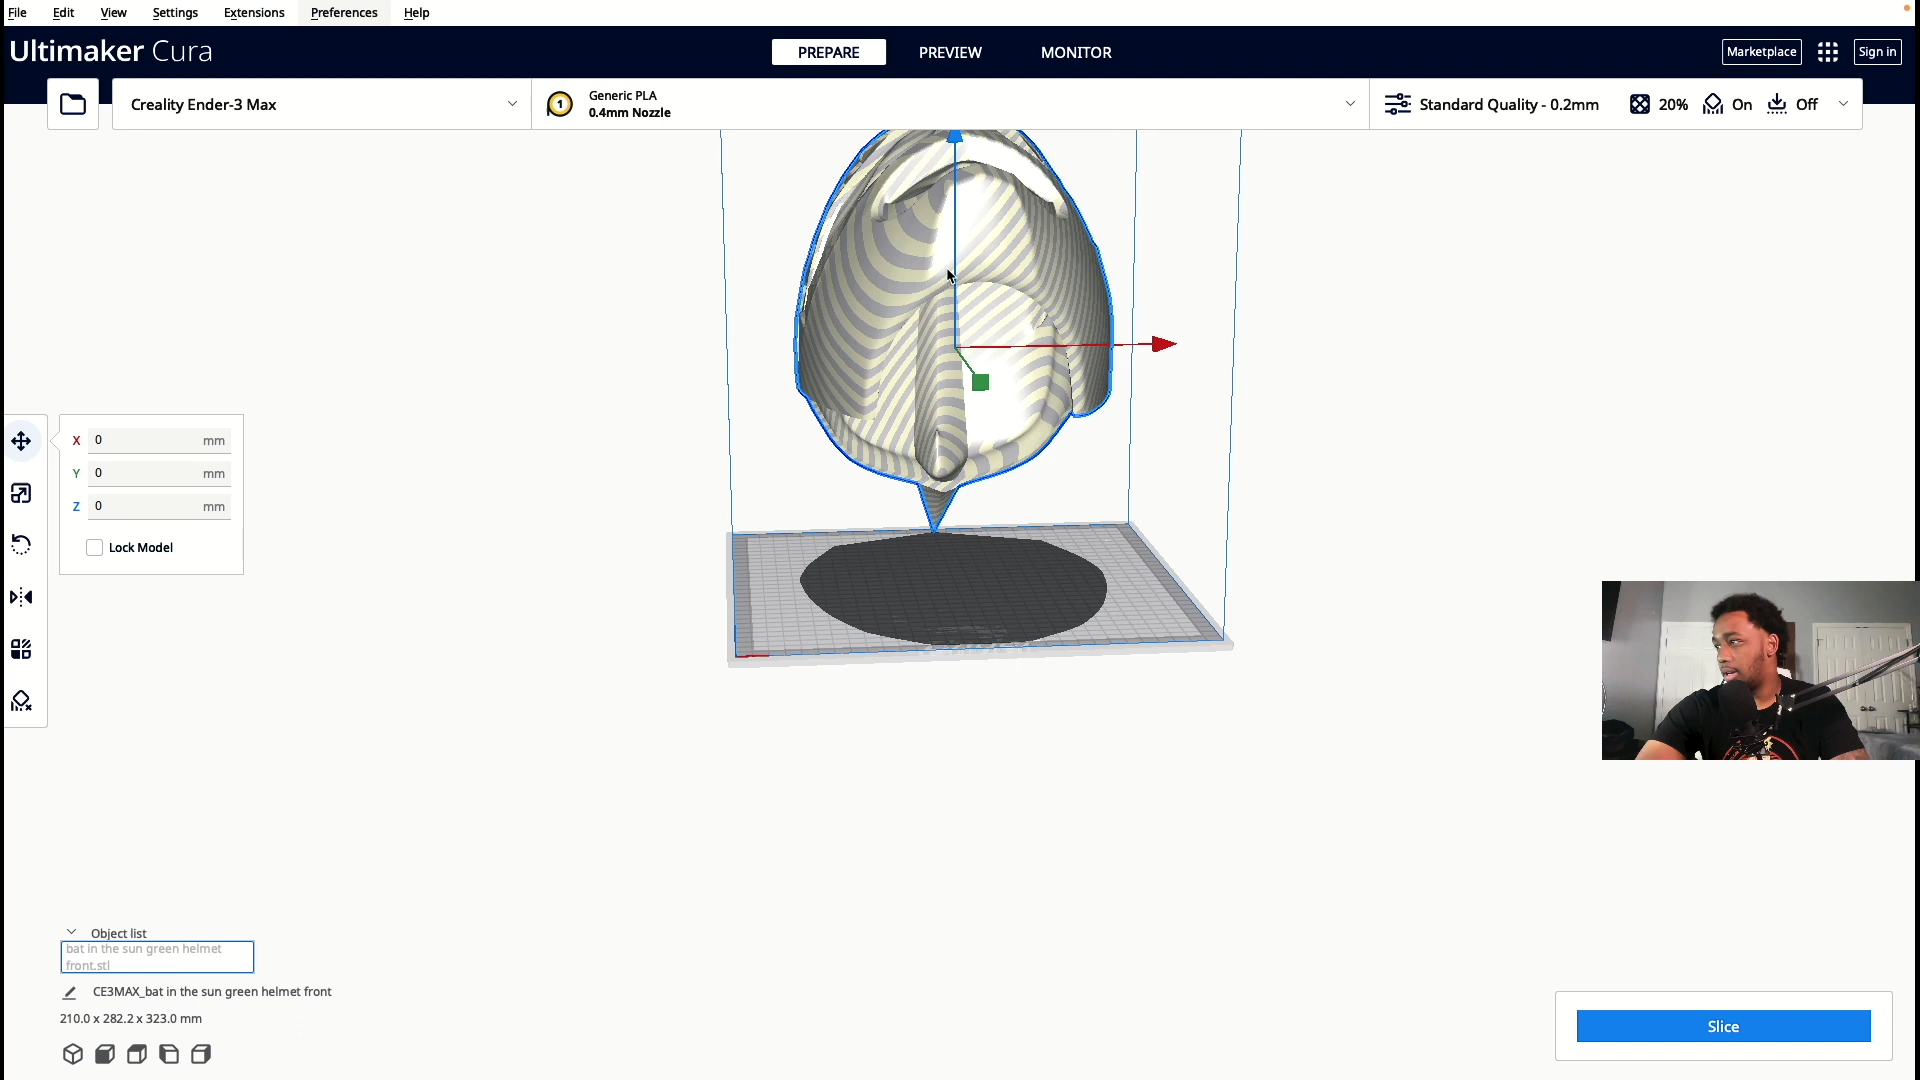 File Edit View Settings Extensions Preferences Help
Ultimaker Cura
PREPARE PREVIEW MONITOR
Marketplace Sign in
Creality Ender-3 Max
1 Generic PLA
0.4mm Nozzle
Standard Quality - 0.2mm 20% On Off
X 0 mm
Y 0 mm
Z 0 mm
Lock Model
Object list
bat in the sun green helmet
front.stl
CE3MAX_bat in the sun green helmet front
210.0 x 282.2 x 323.0 mm
Slice